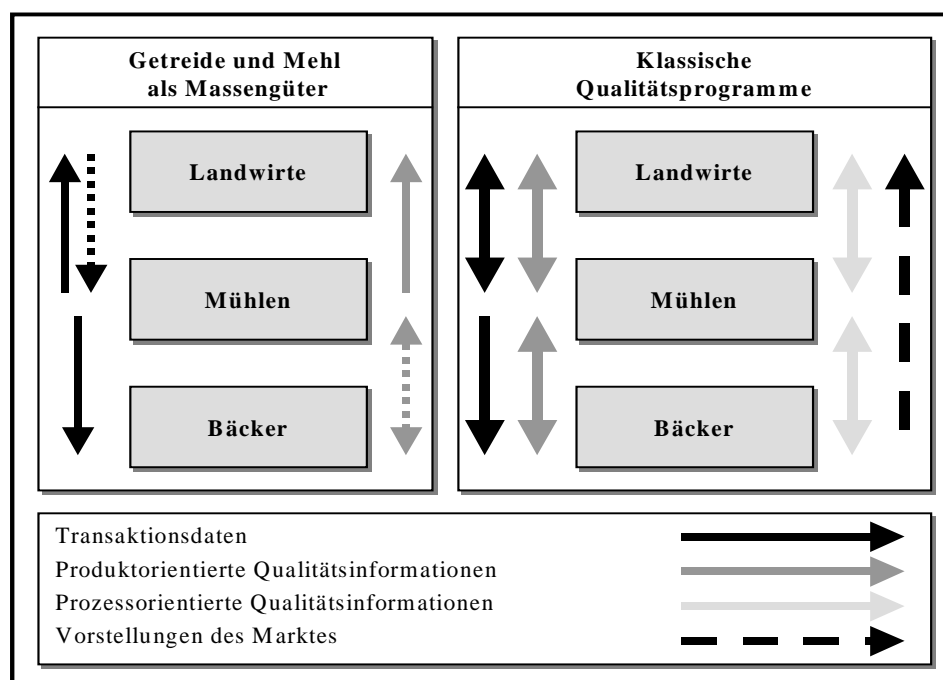 Getreide und Mehl
als Massengüter
Landwirte
Mühlen
Bäcker
Klassische
Qualitätsprogramme
Landwirte
Mühlen
Bäcker
Transaktionsdaten
Produktorientierte Qualitätsinformationen
Prozessorientierte Qualitätsinformationen
Vorstellungen des Marktes